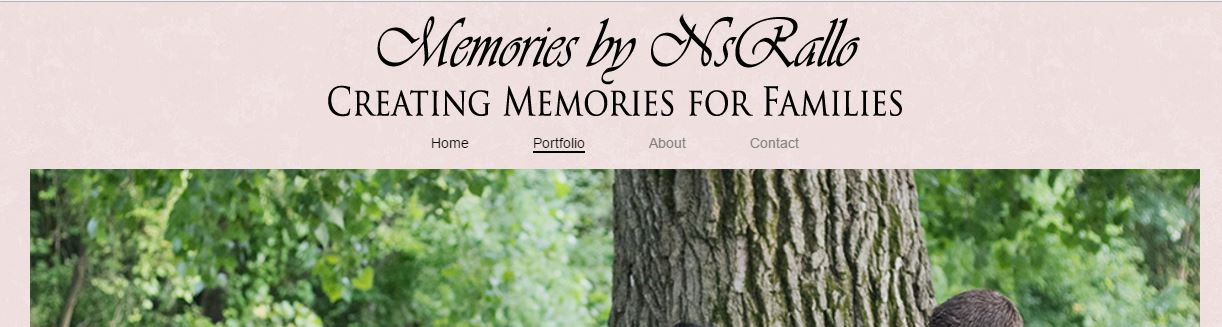 Memories by NsRallo
CREATING MEMORIES FOR FAMILIES
Home Portfolio About Contact